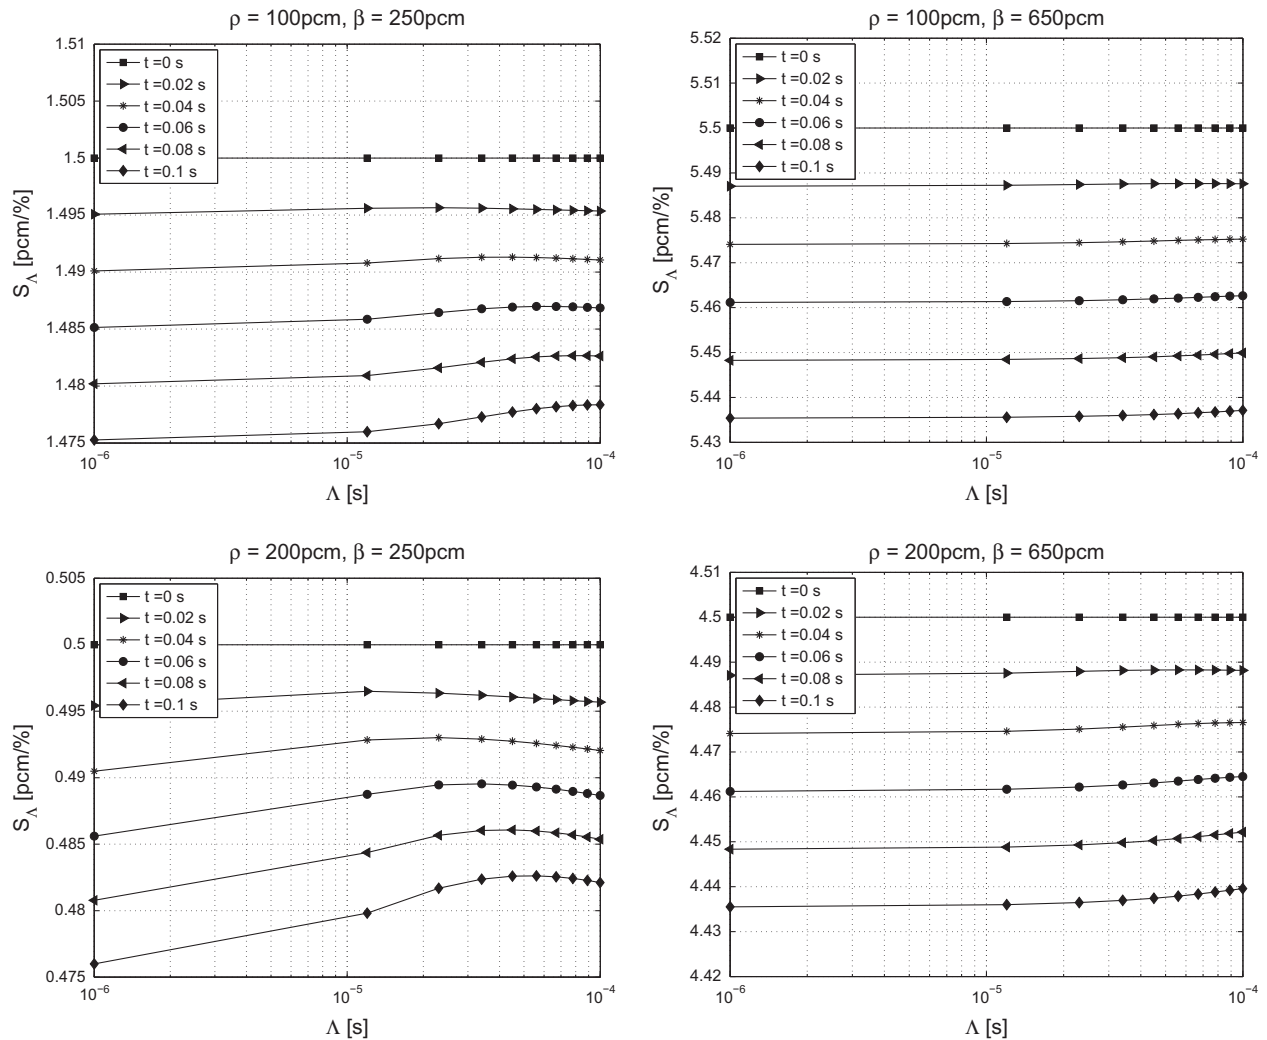 ρ = 100pcm, β = 250pcm
1.51
1.505
1.5
1.495
1.49
1.485
1.48
1.475
S_Λ [pcm/%]
t =0 s
t =0.02 s
t =0.04 s
t =0.06 s
t =0.08 s
t =0.1 s
10⁻⁶ 10⁻⁵ 10⁻⁴
Λ [s]
ρ = 100pcm, β = 650pcm
5.52
5.51
5.5
5.49
5.48
5.47
5.46
5.45
5.44
5.43
S_Λ [pcm/%]
t =0 s
t =0.02 s
t =0.04 s
t =0.06 s
t =0.08 s
t =0.1 s
10⁻⁶ 10⁻⁵ 10⁻⁴
Λ [s]
ρ = 200pcm, β = 250pcm
0.505
0.5
0.495
0.49
0.485
0.48
0.475
S_Λ [pcm/%]
t =0 s
t =0.02 s
t =0.04 s
t =0.06 s
t =0.08 s
t =0.1 s
10⁻⁶ 10⁻⁵ 10⁻⁴
Λ [s]
ρ = 200pcm, β = 650pcm
4.51
4.5
4.49
4.48
4.47
4.46
4.45
4.44
4.43
4.42
S_Λ [pcm/%]
t =0 s
t =0.02 s
t =0.04 s
t =0.06 s
t =0.08 s
t =0.1 s
10⁻⁶ 10⁻⁵ 10⁻⁴
Λ [s]